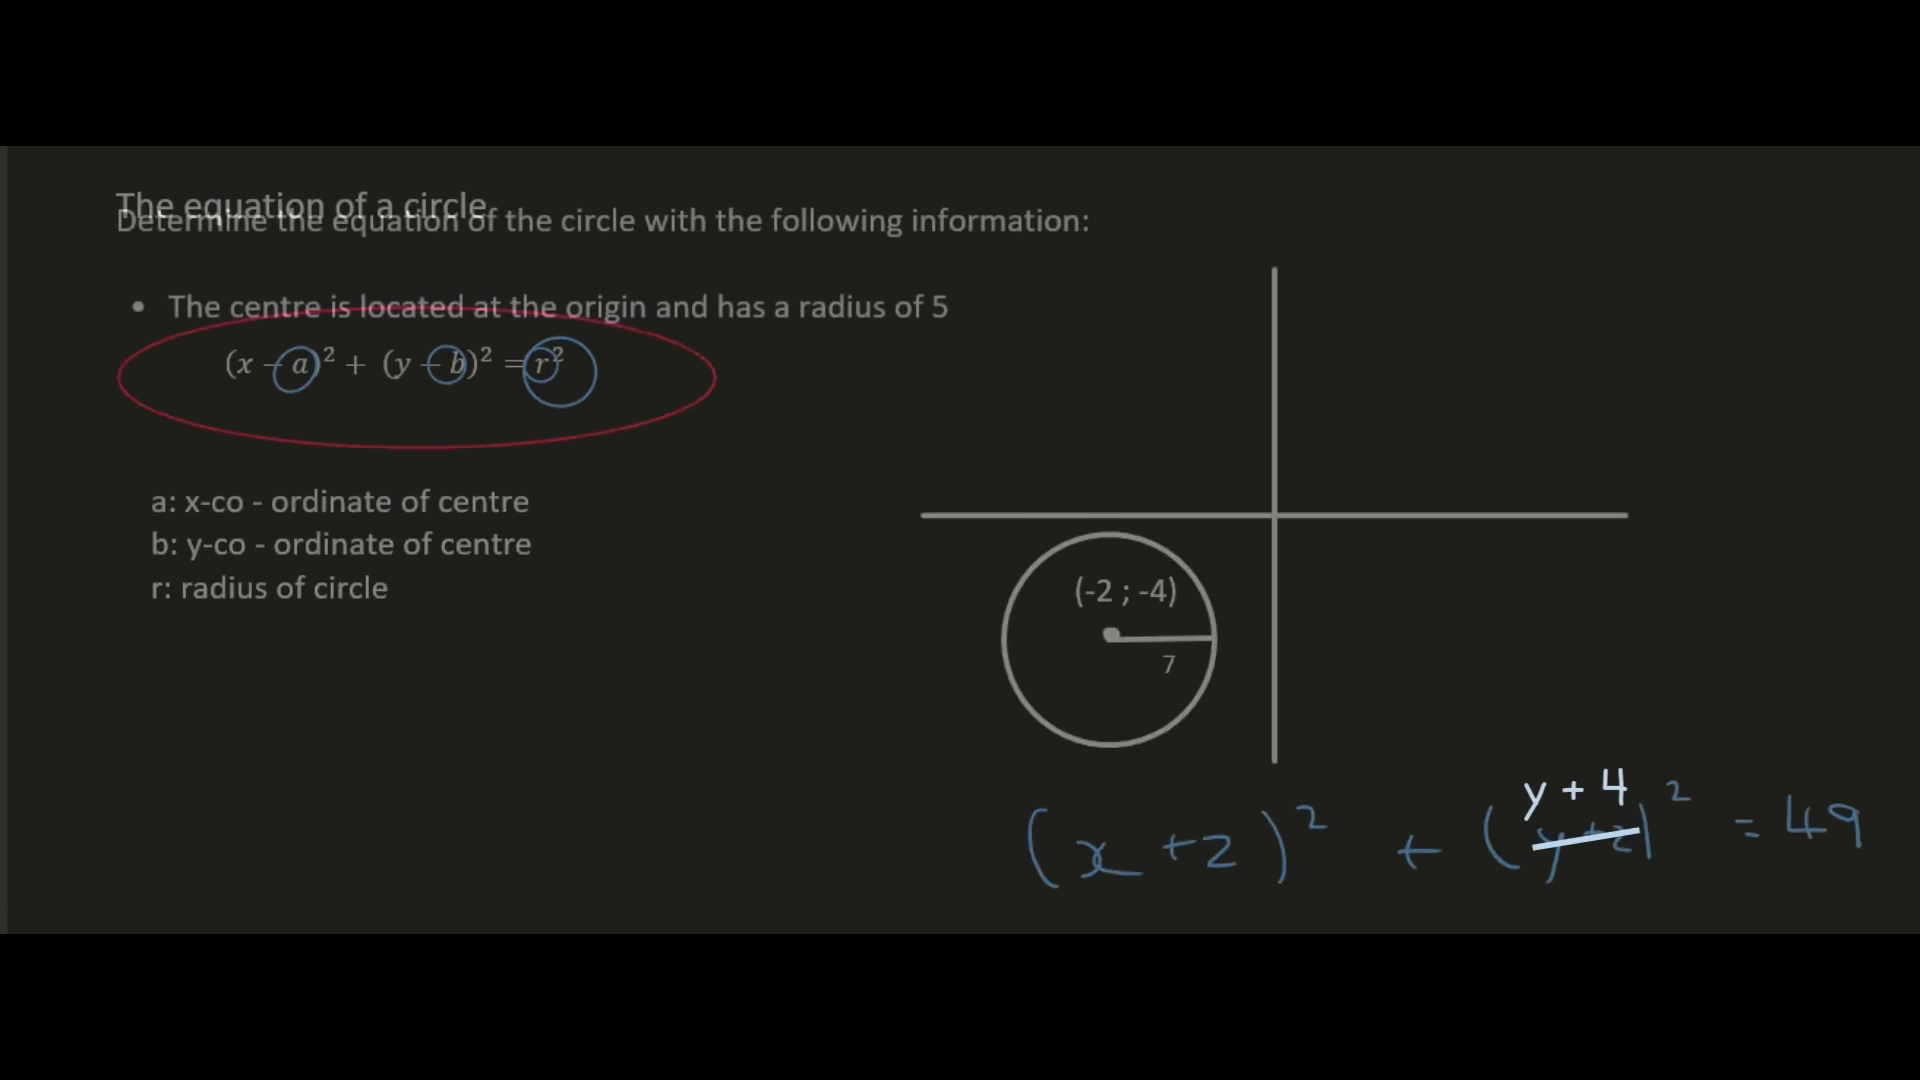 The equation of a circle
Determine the equation of the circle with the following information:
• The centre is located at the origin and has a radius of 5
(x − a)² + (y − b)² = r²
a: x-co - ordinate of centre
b: y-co - ordinate of centre
r: radius of circle
(-2 ; -4)
7
y + 4
(x +2)² + (y +2)² = 49